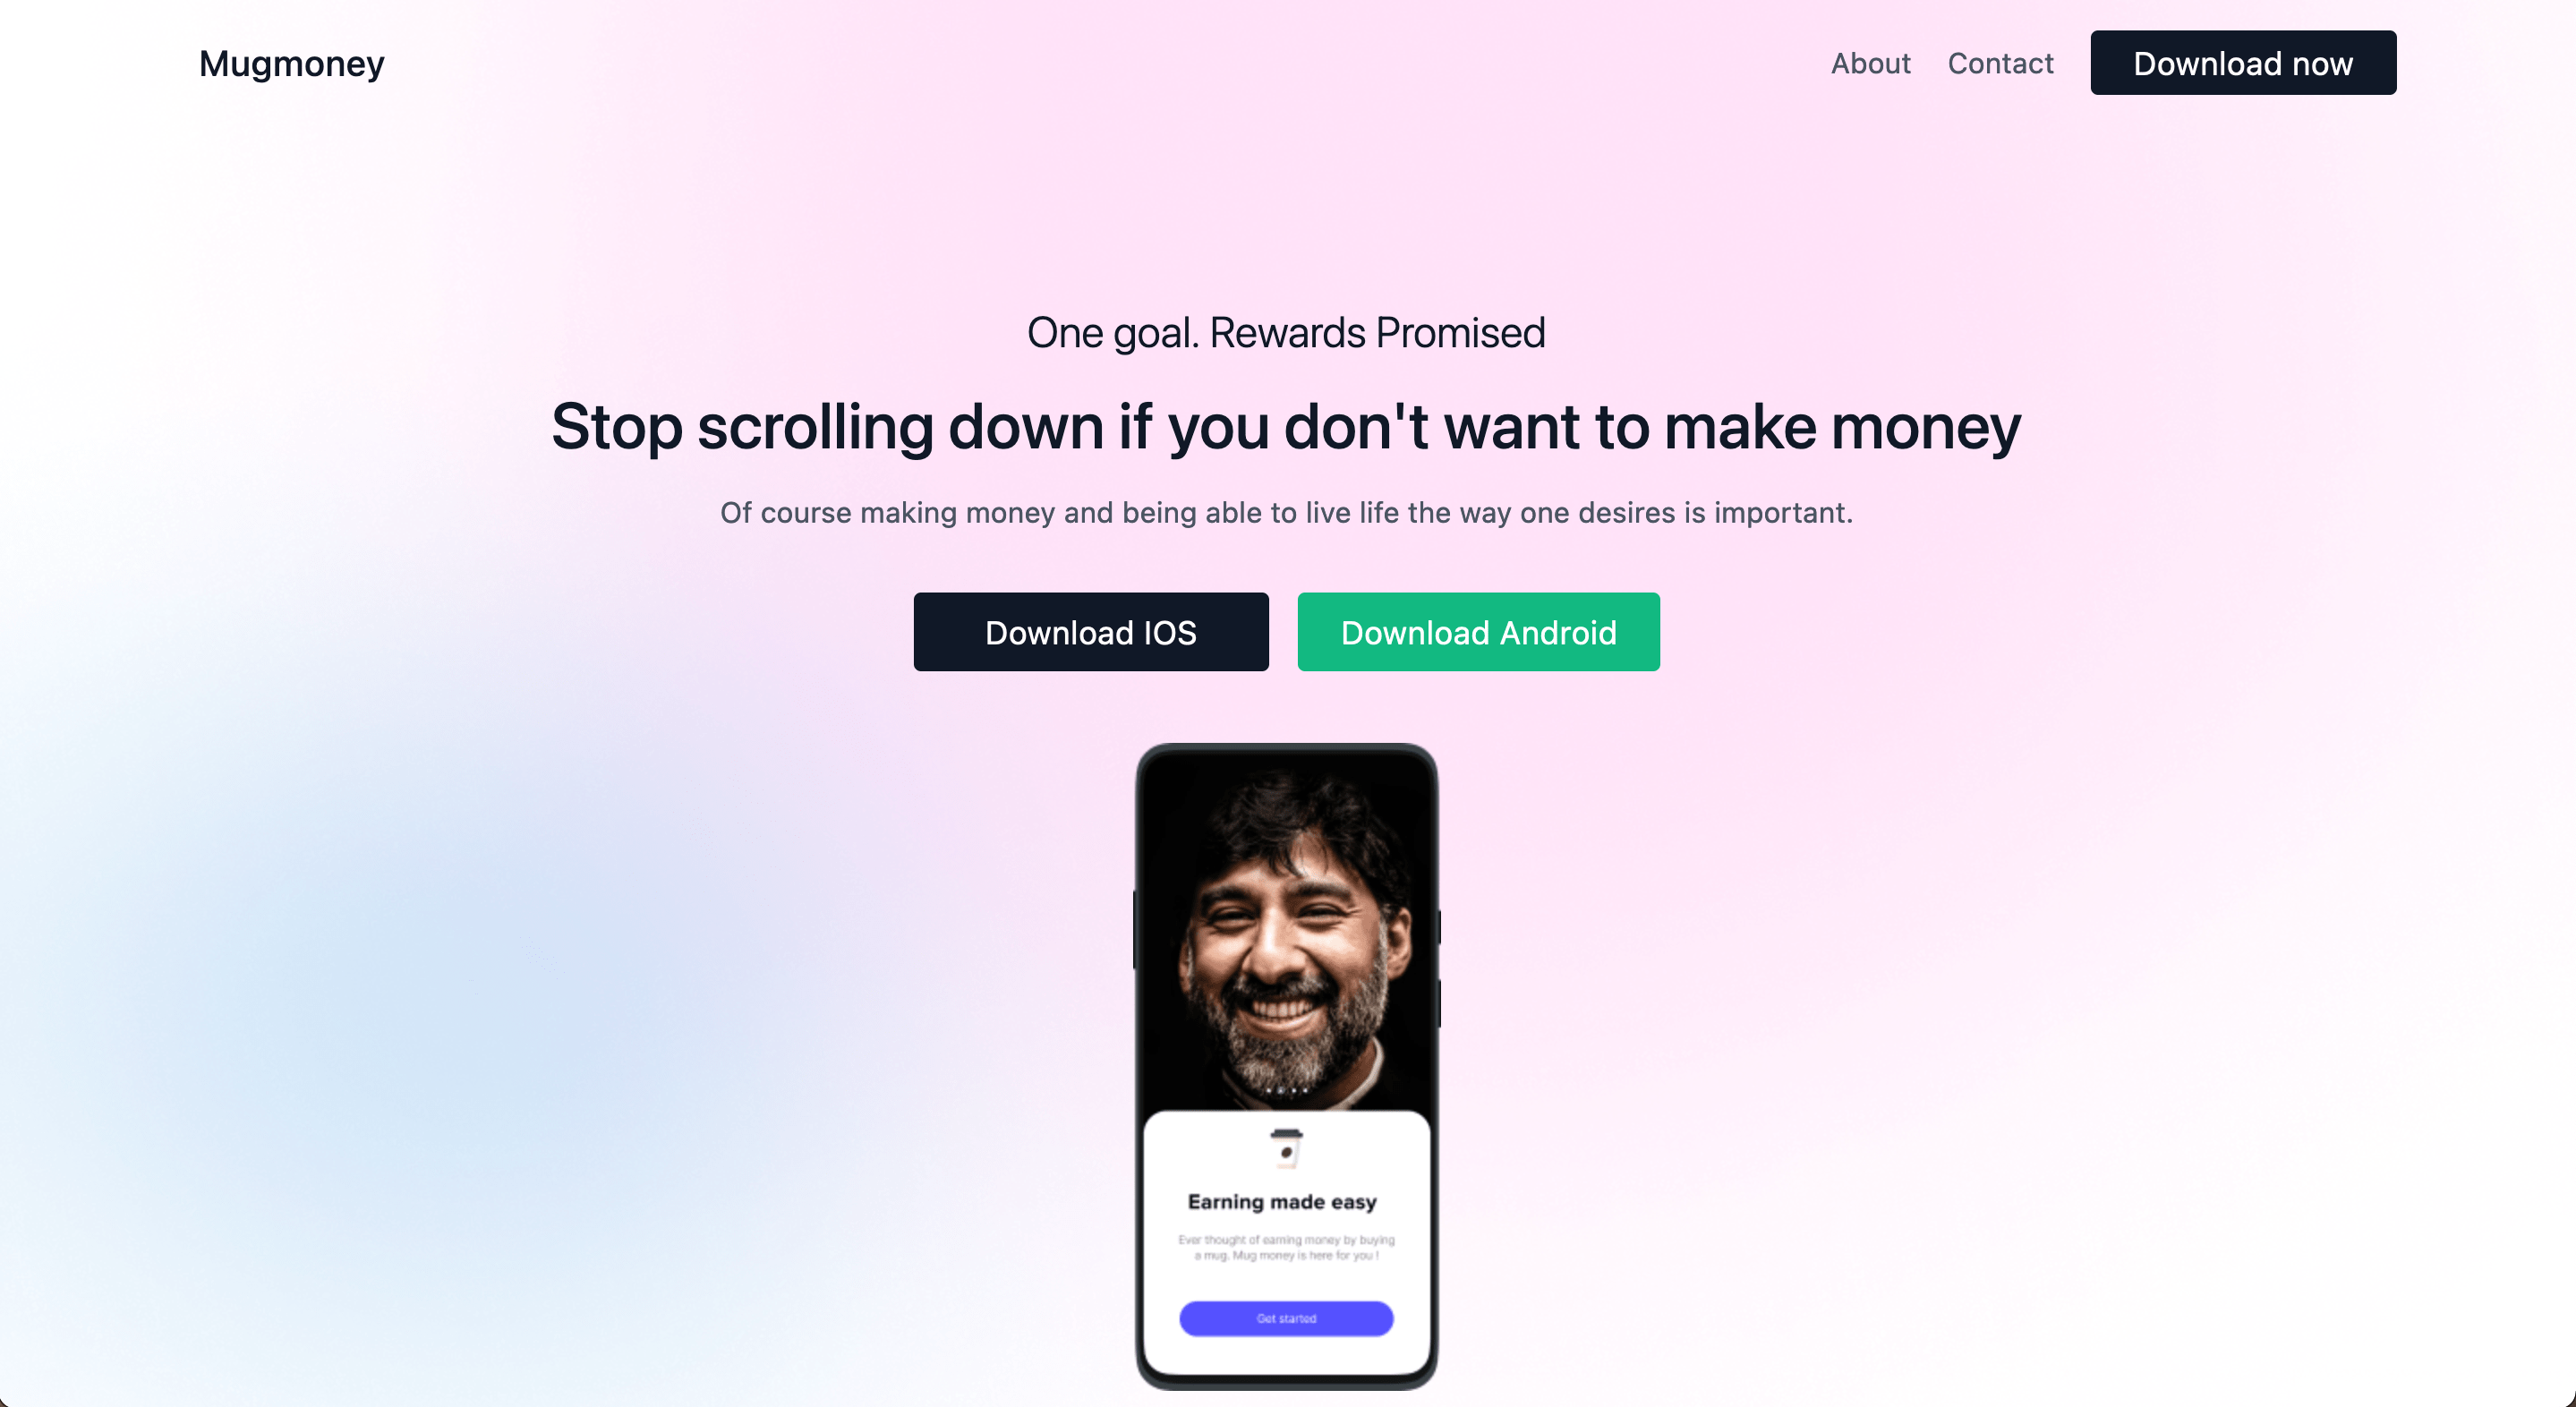 Mugmoney
About
Contact
Download now
One goal. Rewards Promised
Stop scrolling down if you don't want to make money
Of course making money and being able to live life the way one desires is important.
Download IOS
Download Android
Earning made easy
Ever thought of earning money by buying
a mug. Mug money is here for you !
Get started